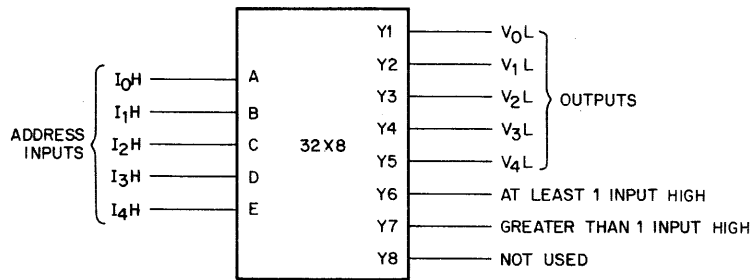 Y1 V0L
Y2 V1L
I0H A
Y3 V2L OUTPUTS
I1H B
ADDRESS INPUTS
I2H C
32X8
Y4 V3L
I3H D
Y5 V4L
I4H E
Y6 AT LEAST 1 INPUT HIGH
Y7 GREATER THAN 1 INPUT HIGH
Y8 NOT USED